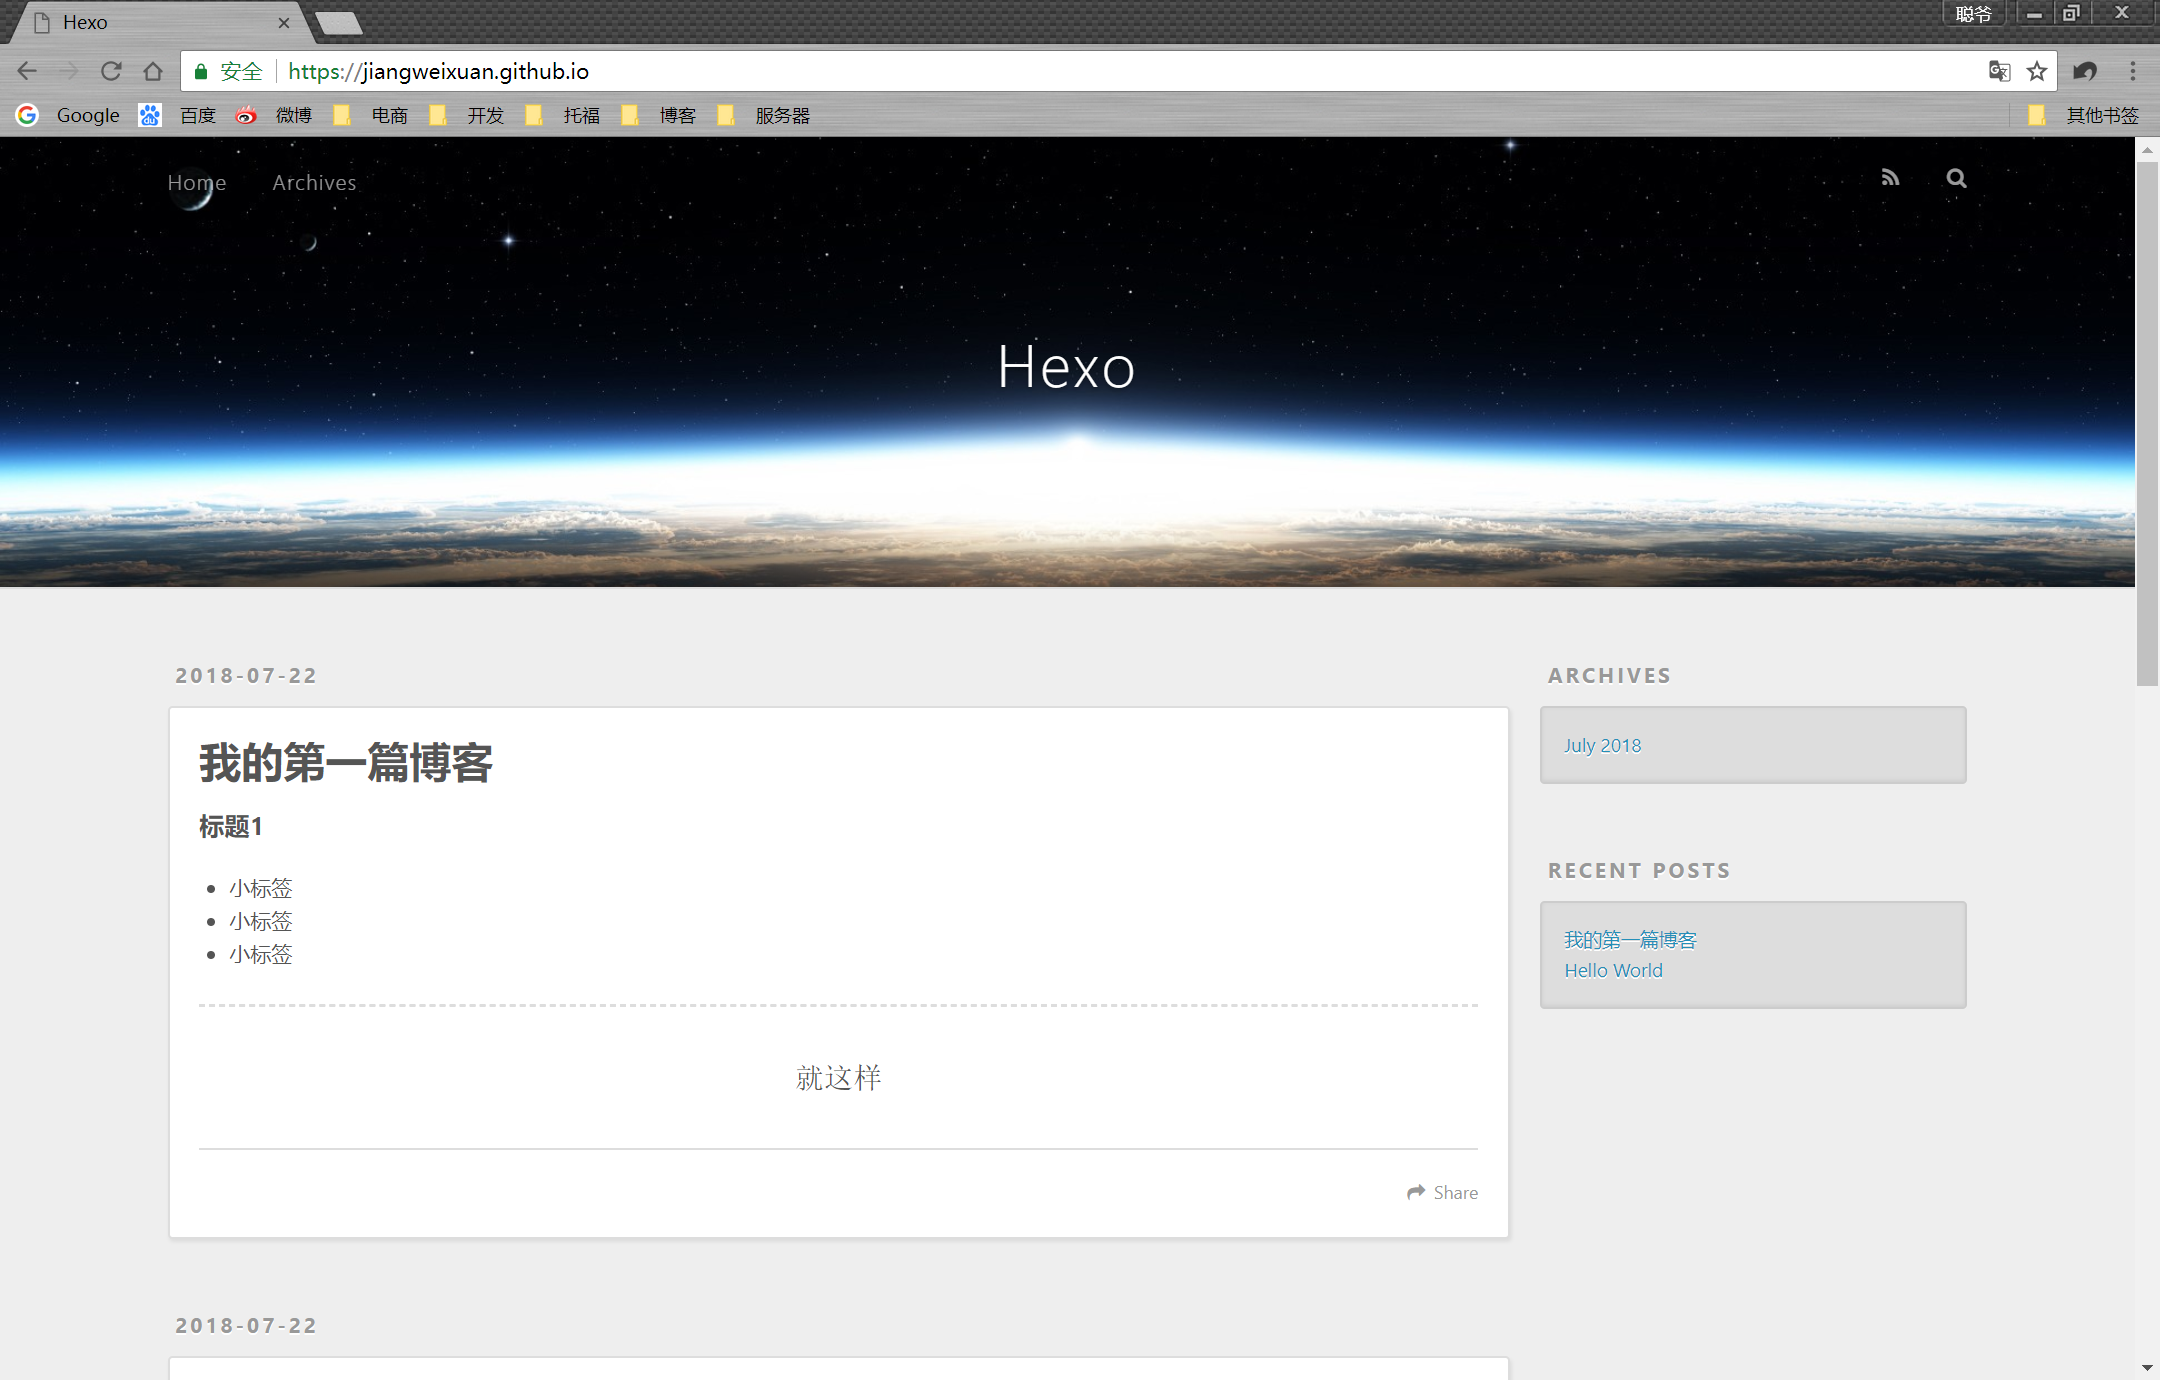 Hexo
聪爷
安全 https://jiangweixuan.github.io
Google 百度 微博 电商 开发 托福 博客 服务器 其他书签
Home Archives
Hexo
2018-07-22
我的第一篇博客
标题1
小标签
小标签
小标签
就这样
Share
2018-07-22
ARCHIVES
July 2018
RECENT POSTS
我的第一篇博客
Hello World